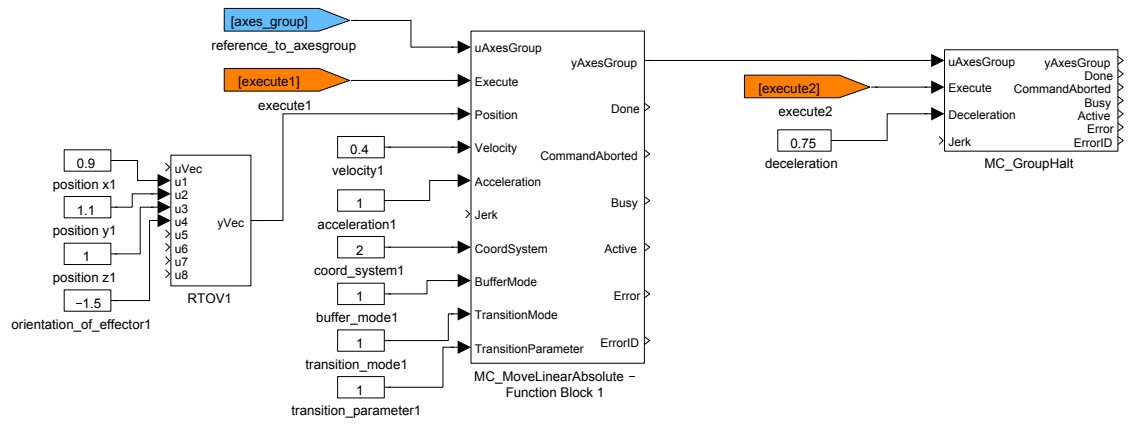 [axes_group]
reference_to_axesgroup
[execute1]
execute1
0.9
position x1
1.1
position y1
1
position z1
−1.5
orientation_of_effector1
uVec
u1
u2
u3
u4
u5
u6
u7
u8
yVec
RTOV1
0.4
velocity1
1
acceleration1
2
coord_system1
1
buffer_mode1
1
transition_mode1
1
transition_parameter1
uAxesGroup
Execute
Position
Velocity
Acceleration
Jerk
CoordSystem
BufferMode
TransitionMode
TransitionParameter
yAxesGroup
Done
CommandAborted
Busy
Active
Error
ErrorID
MC_MoveLinearAbsolute −
Function Block 1
[execute2]
execute2
0.75
deceleration
uAxesGroup
Execute
Deceleration
Jerk
yAxesGroup
Done
CommandAborted
Busy
Active
Error
ErrorID
MC_GroupHalt